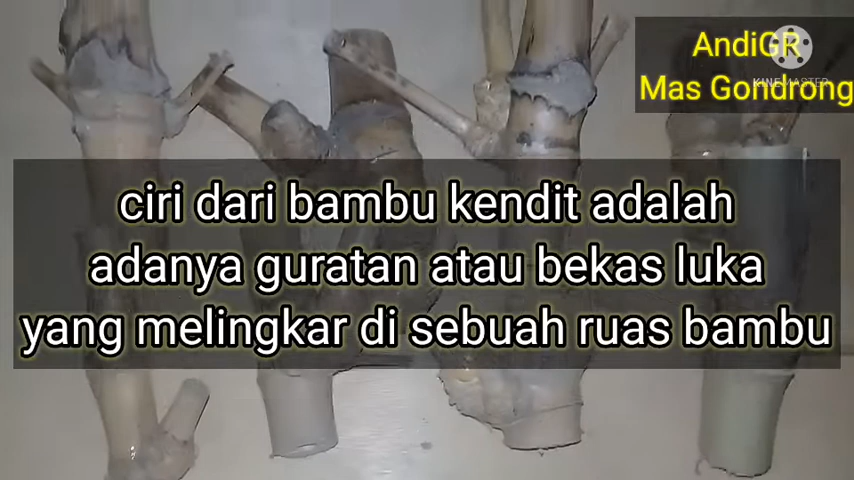 AndiGR
KINEMASTER
Mas Gondrong
ciri dari bambu kendit adalah
adanya guratan atau bekas luka
yang melingkar di sebuah ruas bambu